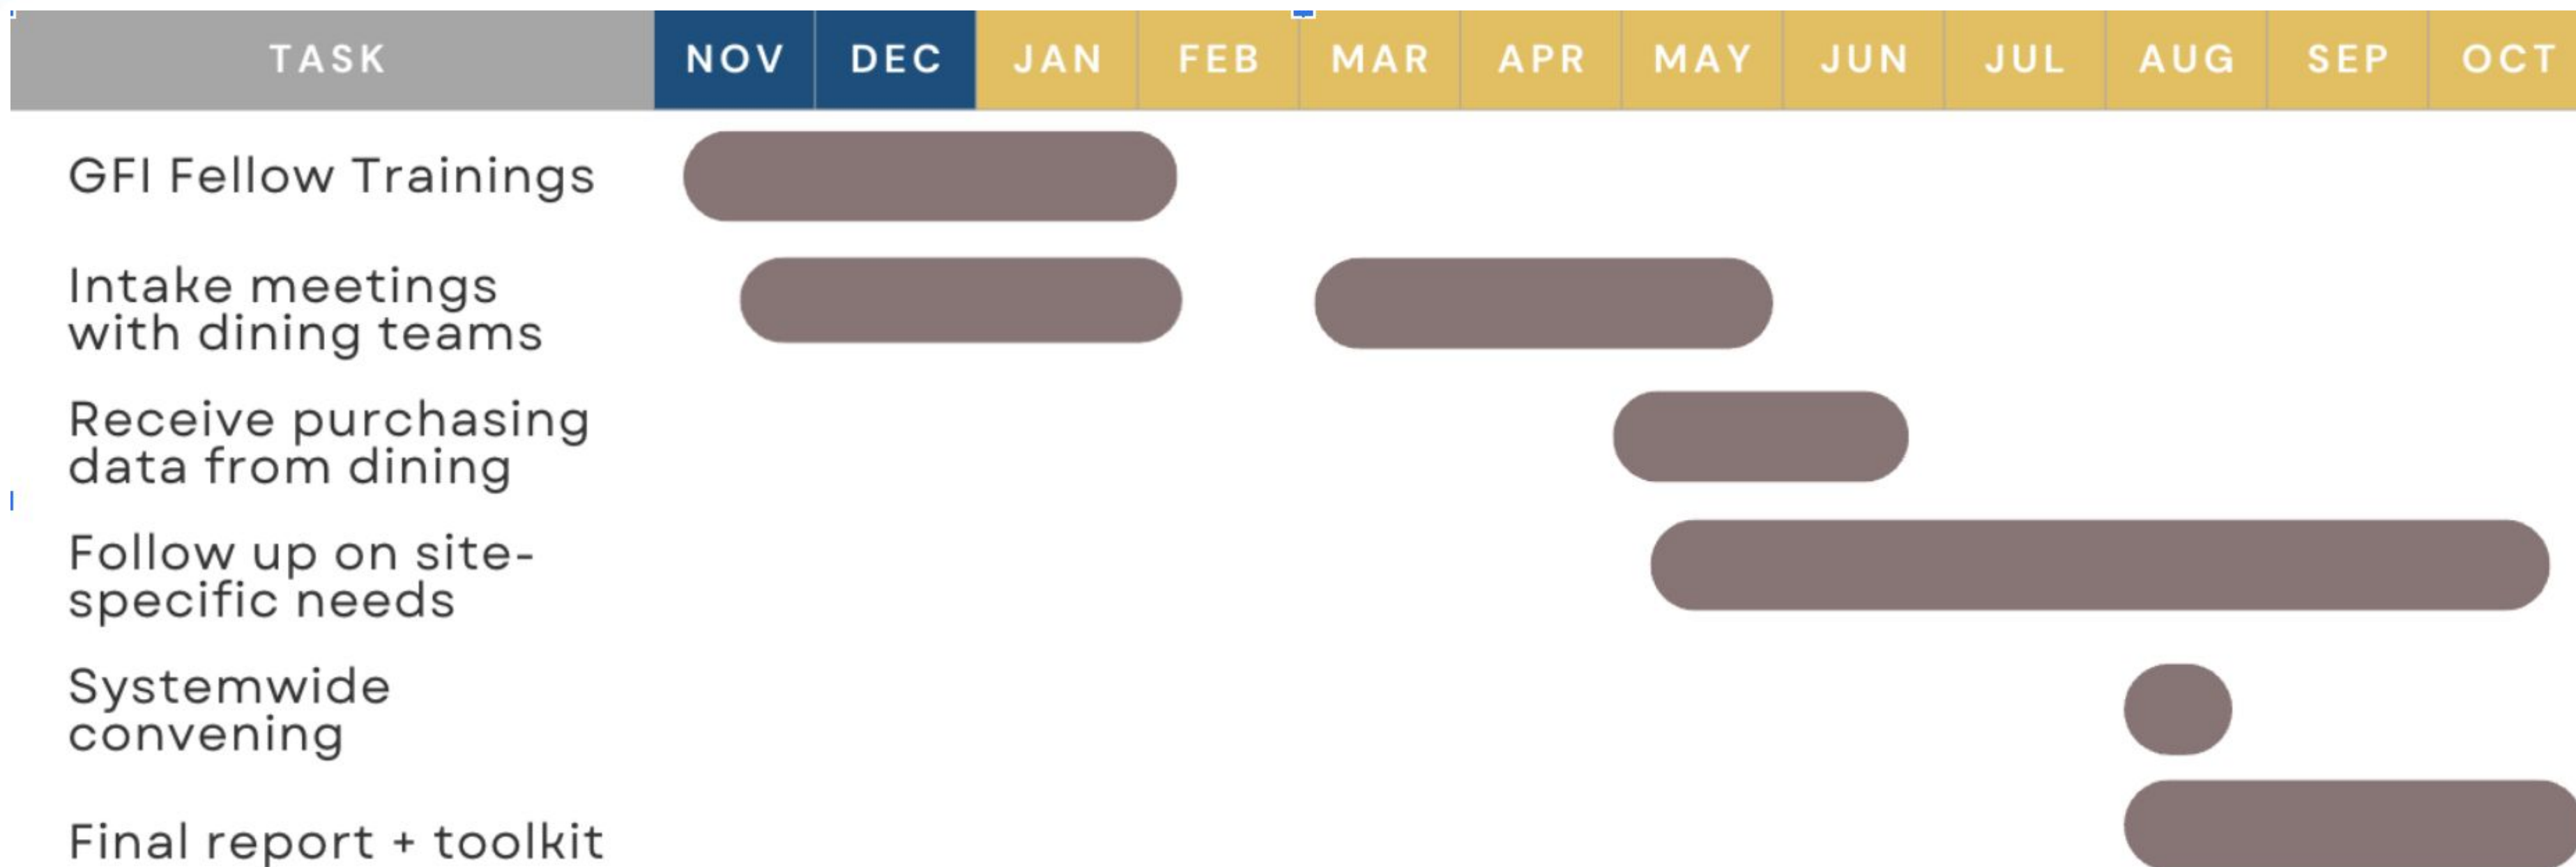 TASK NOV DEC JAN FEB MAR APR MAY JUN JUL AUG SEP OCT
GFI Fellow Trainings
Intake meetings
with dining teams
Receive purchasing
data from dining
Follow up on site-
specific needs
Systemwide
convening
Final report + toolkit